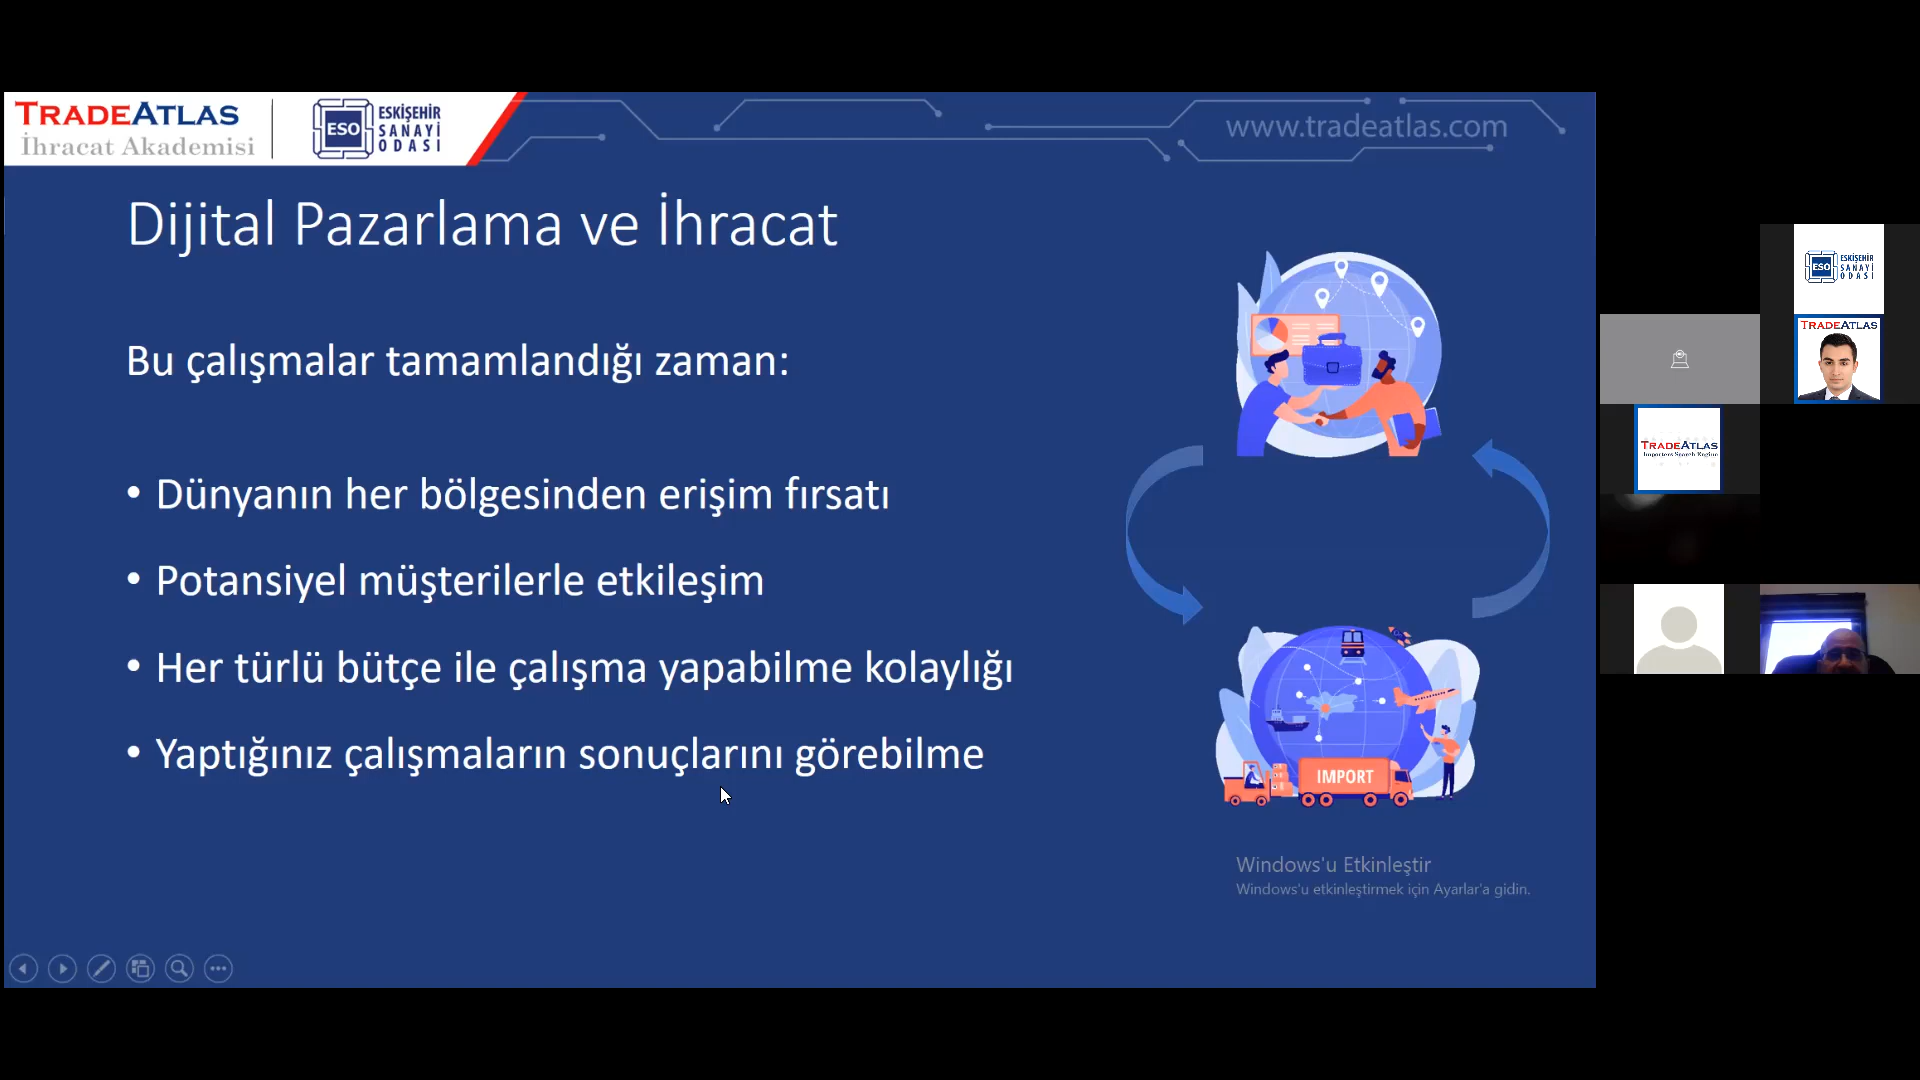 TRADEATLAS
İhracat Akademisi
ESO
ESKİŞEHİR
SANAYİ
ODASI
www.tradeatlas.com
Dijital Pazarlama ve İhracat
Bu çalışmalar tamamlandığı zaman:
• Dünyanın her bölgesinden erişim fırsatı
• Potansiyel müşterilerle etkileşim
• Her türlü bütçe ile çalışma yapabilme kolaylığı
• Yaptığınız çalışmaların sonuçlarını görebilme
IMPORT
Windows'u Etkinleştir
Windows'u etkinleştirmek için Ayarlar'a gidin.
ESO
ESKİŞEHİR
SANAYİ
ODASI
TRADEATLAS
TRADEATLAS
Importers Search Engine